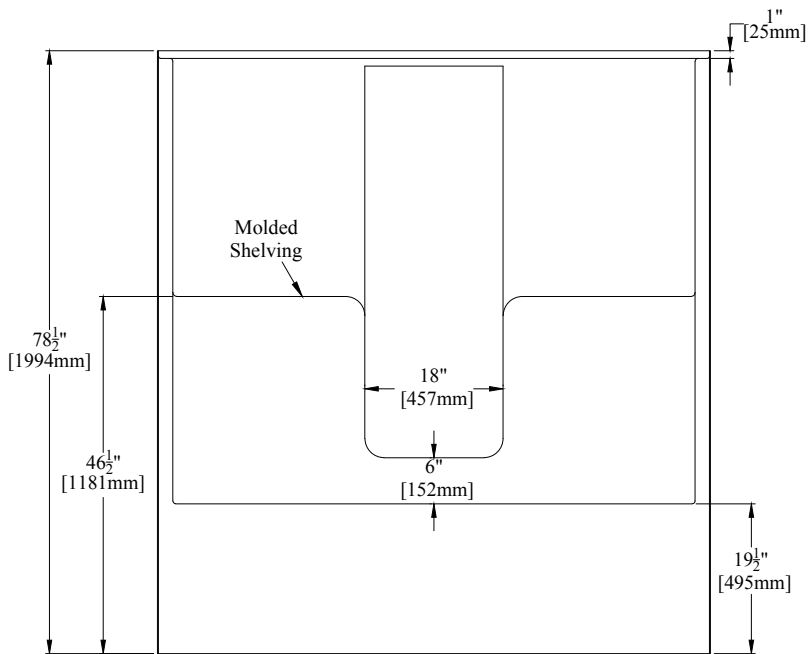 1"
[25mm]
Molded
Shelving
78½"
[1994mm]
18"
[457mm]
46½"
[1181mm]
6"
[152mm]
19½"
[495mm]